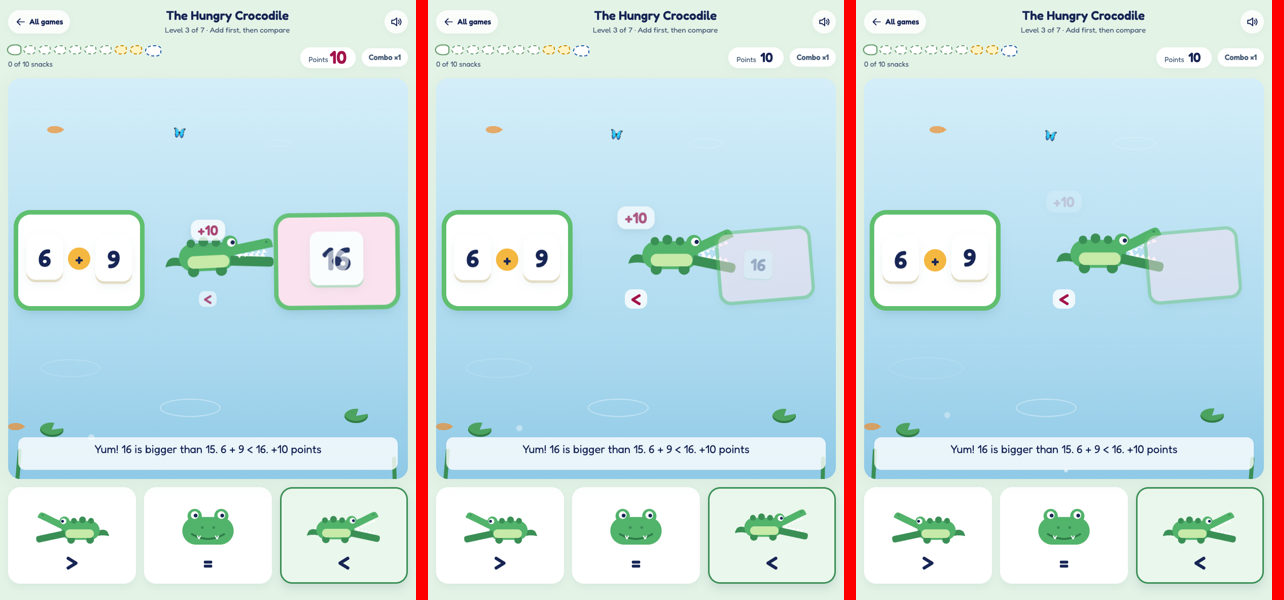 All games
The Hungry Crocodile
Level 3 of 7 · Add first, then compare
0 of 10 snacks
Points 10
Combo ×1
+10
6 + 9
16
<
Yum! 16 is bigger than 15. 6 + 9 < 16. +10 points
> = <
All games
The Hungry Crocodile
Level 3 of 7 · Add first, then compare
0 of 10 snacks
Points 10
Combo ×1
+10
6 + 9
16
<
Yum! 16 is bigger than 15. 6 + 9 < 16. +10 points
> = <
All games
The Hungry Crocodile
Level 3 of 7 · Add first, then compare
0 of 10 snacks
Points 10
Combo ×1
+10
6 + 9
<
Yum! 16 is bigger than 15. 6 + 9 < 16. +10 points
> = <